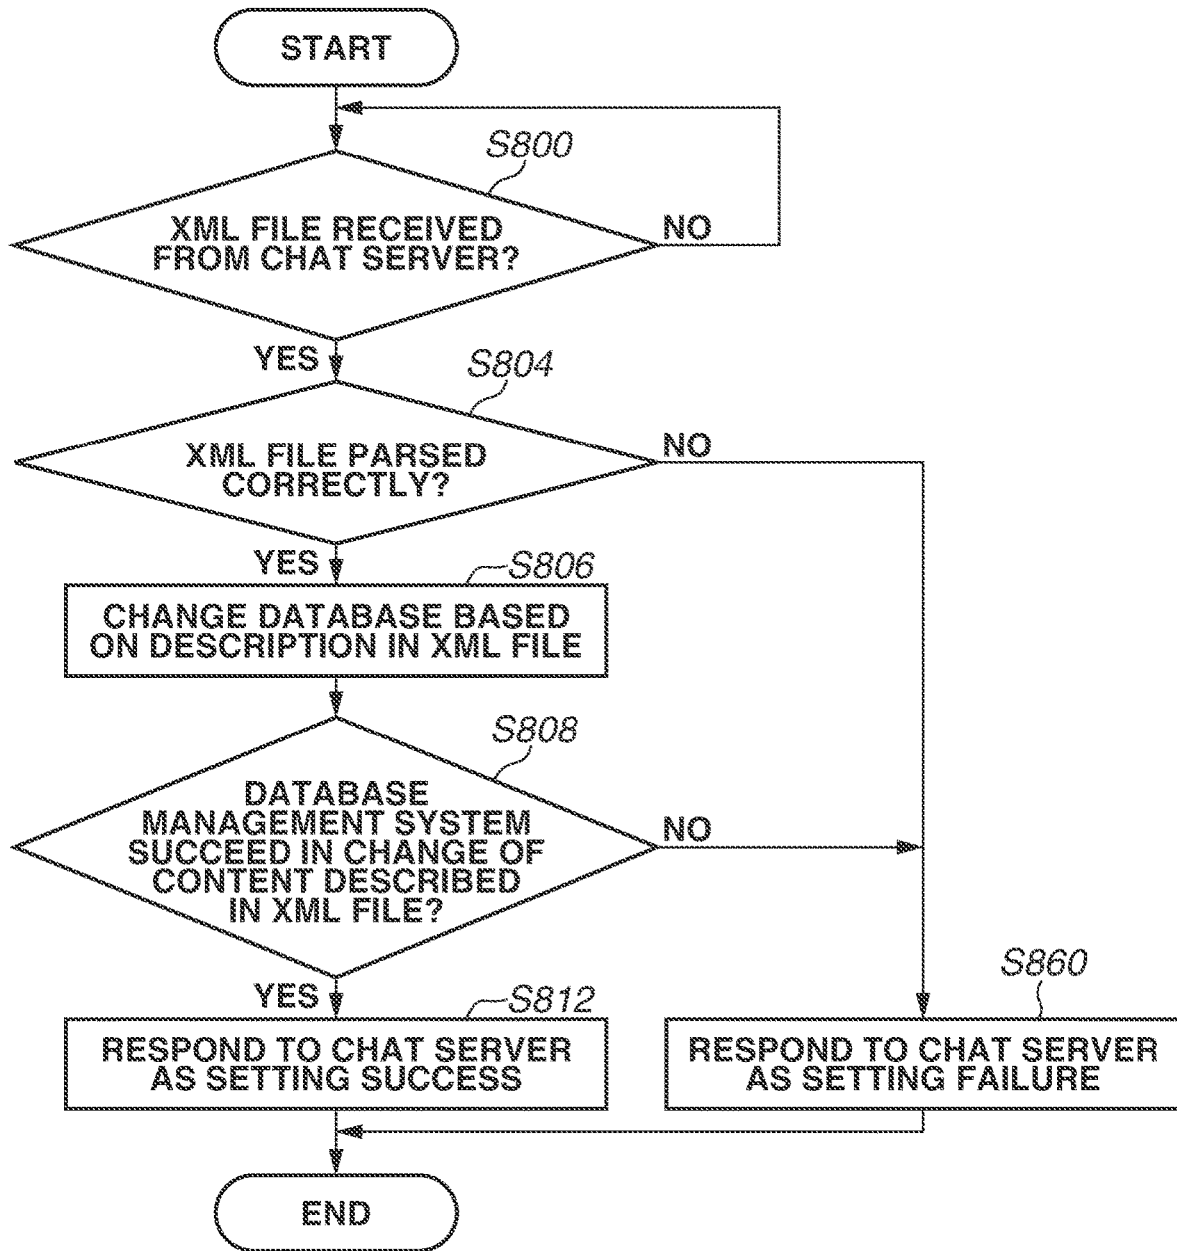 START
S800
XML FILE RECEIVED
FROM CHAT SERVER?
NO
YES
S804
XML FILE PARSED
CORRECTLY?
NO
YES
S806
CHANGE DATABASE BASED
ON DESCRIPTION IN XML FILE
S808
DATABASE
MANAGEMENT SYSTEM
SUCCEED IN CHANGE OF
CONTENT DESCRIBED
IN XML FILE?
NO
YES
S812
RESPOND TO CHAT SERVER
AS SETTING SUCCESS
S860
RESPOND TO CHAT SERVER
AS SETTING FAILURE
END